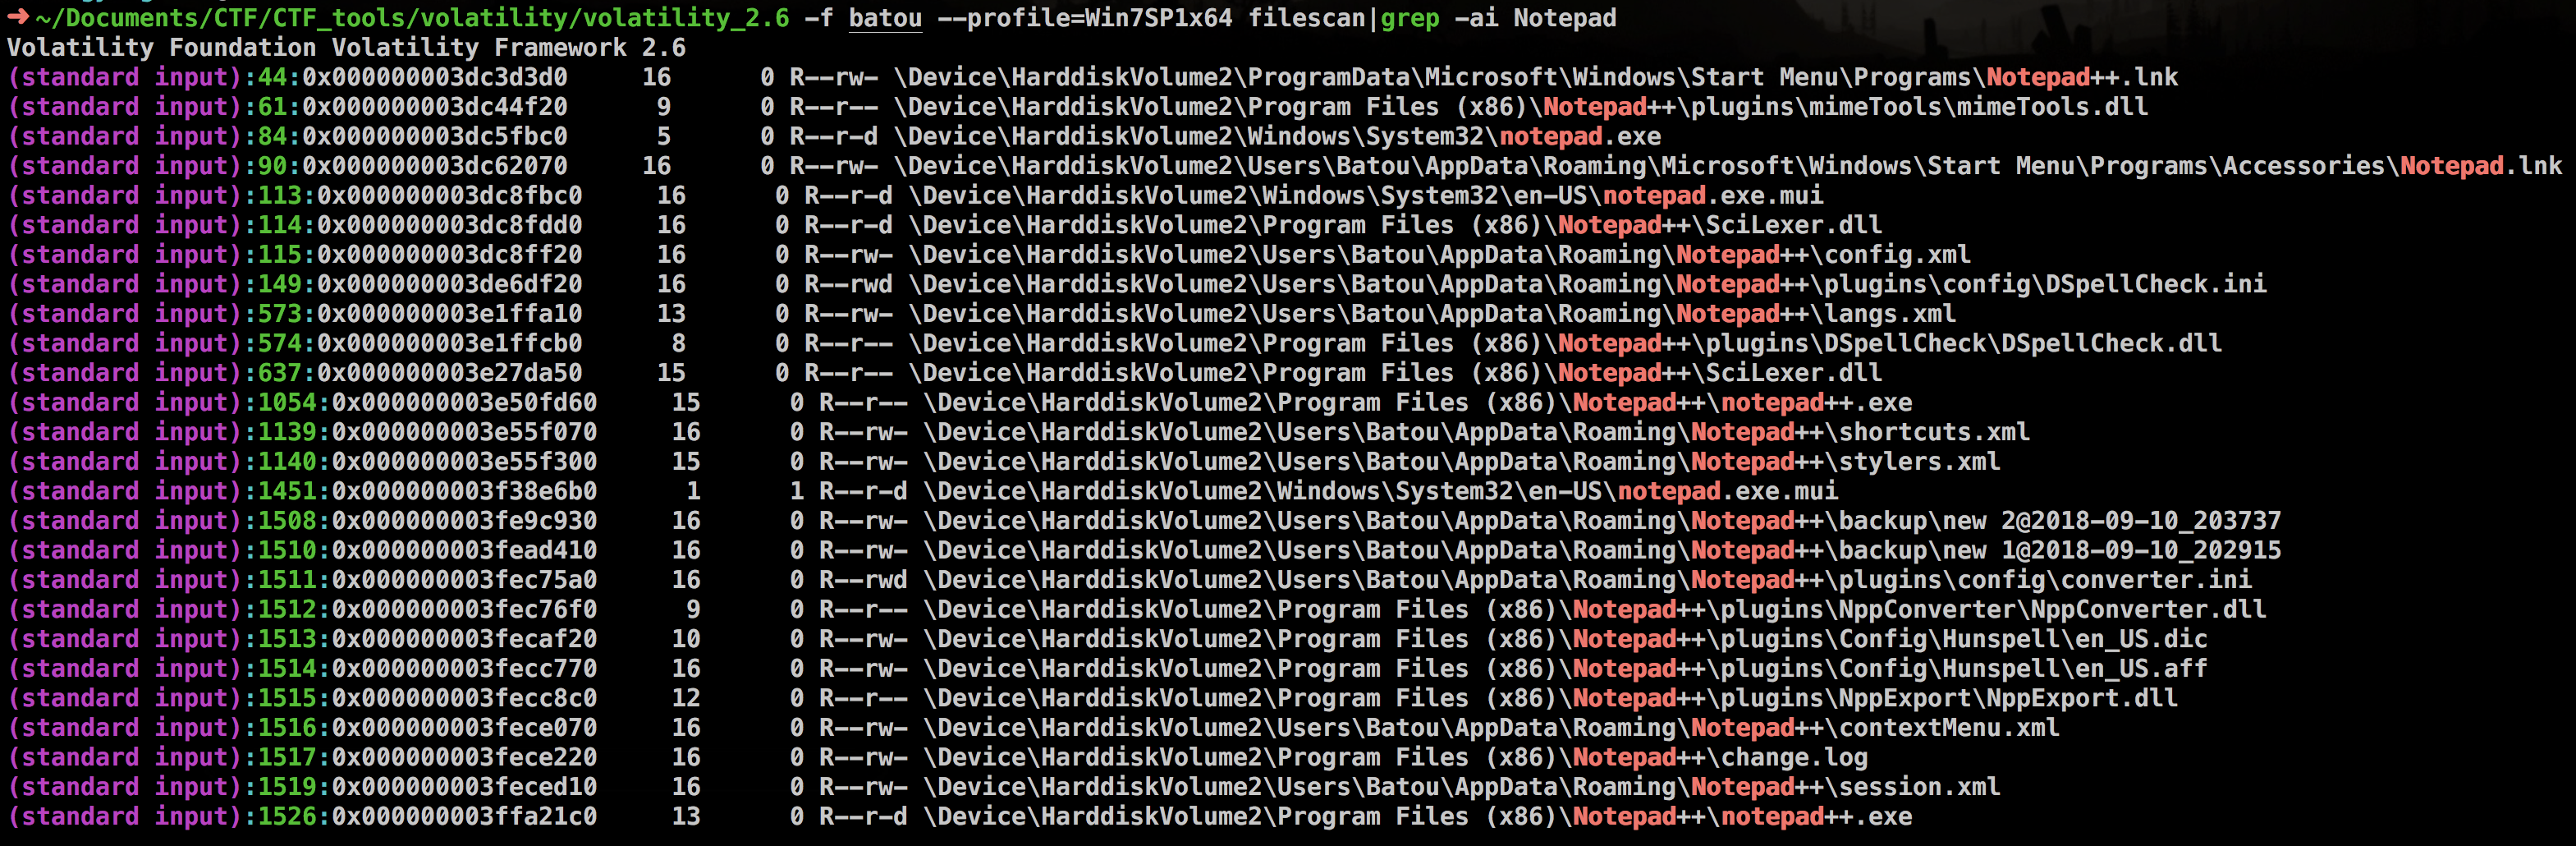 ➜ ~/Documents/CTF/CTF_tools/volatility/volatility_2.6 -f batou --profile=Win7SP1x64 filescan|grep -ai Notepad
Volatility Foundation Volatility Framework 2.6
(standard input):44:0x000000003dc3d3d0 16 0 R--rw- \Device\HarddiskVolume2\ProgramData\Microsoft\Windows\Start Menu\Programs\Notepad++.lnk
(standard input):61:0x000000003dc44f20 9 0 R--r-- \Device\HarddiskVolume2\Program Files (x86)\Notepad++\plugins\mimeTools\mimeTools.dll
(standard input):84:0x000000003dc5fbc0 5 0 R--r-d \Device\HarddiskVolume2\Windows\System32\notepad.exe
(standard input):90:0x000000003dc62070 16 0 R--rw- \Device\HarddiskVolume2\Users\Batou\AppData\Roaming\Microsoft\Windows\Start Menu\Programs\Accessories\Notepad.lnk
(standard input):113:0x000000003dc8fbc0 16 0 R--r-d \Device\HarddiskVolume2\Windows\System32\en-US\notepad.exe.mui
(standard input):114:0x000000003dc8fdd0 16 0 R--r-d \Device\HarddiskVolume2\Program Files (x86)\Notepad++\SciLexer.dll
(standard input):115:0x000000003dc8ff20 16 0 R--rw- \Device\HarddiskVolume2\Users\Batou\AppData\Roaming\Notepad++\config.xml
(standard input):149:0x000000003de6df20 16 0 R--rwd \Device\HarddiskVolume2\Users\Batou\AppData\Roaming\Notepad++\plugins\config\DSpellCheck.ini
(standard input):573:0x000000003e1ffa10 13 0 R--rw- \Device\HarddiskVolume2\Users\Batou\AppData\Roaming\Notepad++\langs.xml
(standard input):574:0x000000003e1ffcb0 8 0 R--r-- \Device\HarddiskVolume2\Program Files (x86)\Notepad++\plugins\DSpellCheck\DSpellCheck.dll
(standard input):637:0x000000003e27da50 15 0 R--r-- \Device\HarddiskVolume2\Program Files (x86)\Notepad++\SciLexer.dll
(standard input):1054:0x000000003e50fd60 15 0 R--r-- \Device\HarddiskVolume2\Program Files (x86)\Notepad++\notepad++.exe
(standard input):1139:0x000000003e55f070 16 0 R--rw- \Device\HarddiskVolume2\Users\Batou\AppData\Roaming\Notepad++\shortcuts.xml
(standard input):1140:0x000000003e55f300 15 0 R--rw- \Device\HarddiskVolume2\Users\Batou\AppData\Roaming\Notepad++\stylers.xml
(standard input):1451:0x000000003f38e6b0 1 1 R--r-d \Device\HarddiskVolume2\Windows\System32\en-US\notepad.exe.mui
(standard input):1508:0x000000003fe9c930 16 0 R--rw- \Device\HarddiskVolume2\Users\Batou\AppData\Roaming\Notepad++\backup\new 2@2018-09-10_203737
(standard input):1510:0x000000003fead410 16 0 R--rw- \Device\HarddiskVolume2\Users\Batou\AppData\Roaming\Notepad++\backup\new 1@2018-09-10_202915
(standard input):1511:0x000000003fec75a0 16 0 R--rwd \Device\HarddiskVolume2\Users\Batou\AppData\Roaming\Notepad++\plugins\config\converter.ini
(standard input):1512:0x000000003fec76f0 9 0 R--r-- \Device\HarddiskVolume2\Program Files (x86)\Notepad++\plugins\NppConverter\NppConverter.dll
(standard input):1513:0x000000003fecaf20 10 0 R--rw- \Device\HarddiskVolume2\Program Files (x86)\Notepad++\plugins\Config\Hunspell\en_US.dic
(standard input):1514:0x000000003fecc770 16 0 R--rw- \Device\HarddiskVolume2\Program Files (x86)\Notepad++\plugins\Config\Hunspell\en_US.aff
(standard input):1515:0x000000003fecc8c0 12 0 R--r-- \Device\HarddiskVolume2\Program Files (x86)\Notepad++\plugins\NppExport\NppExport.dll
(standard input):1516:0x000000003fece070 16 0 R--rw- \Device\HarddiskVolume2\Users\Batou\AppData\Roaming\Notepad++\contextMenu.xml
(standard input):1517:0x000000003fece220 16 0 R--rw- \Device\HarddiskVolume2\Program Files (x86)\Notepad++\change.log
(standard input):1519:0x000000003feced10 16 0 R--rw- \Device\HarddiskVolume2\Users\Batou\AppData\Roaming\Notepad++\session.xml
(standard input):1526:0x000000003ffa21c0 13 0 R--r-d \Device\HarddiskVolume2\Program Files (x86)\Notepad++\notepad++.exe